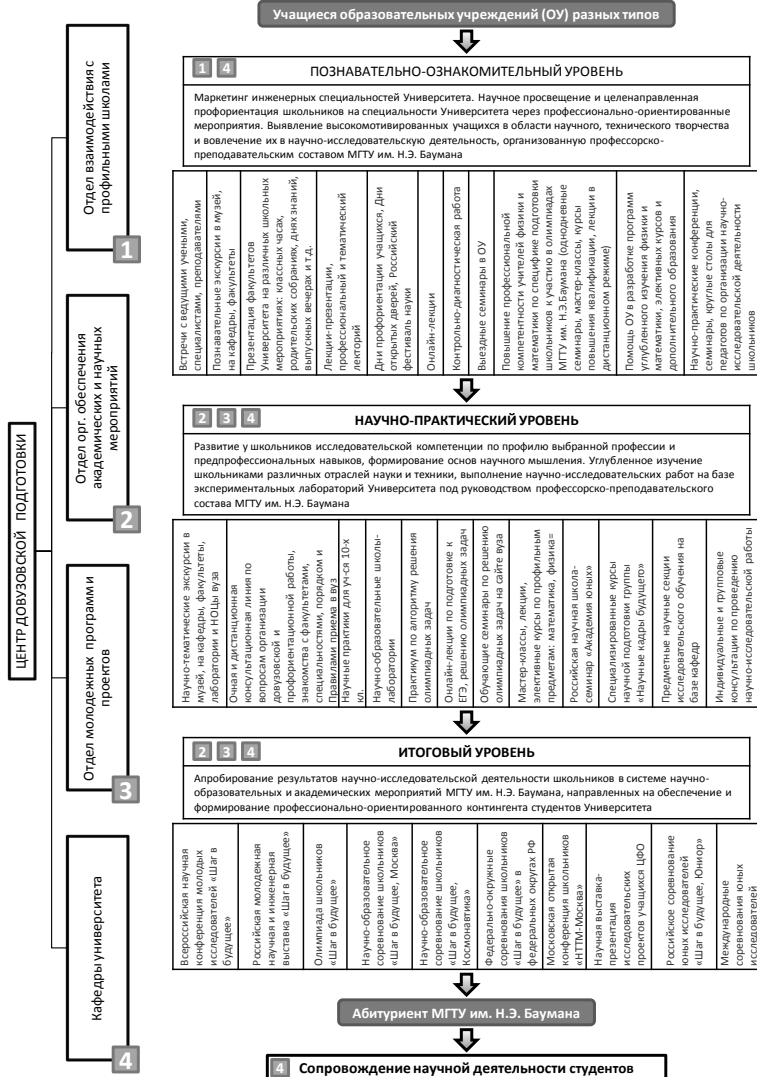 ЦЕНТР ДОВУЗОВСКОЙ ПОДГОТОВКИ
Отдел взаимодействия с
профильными школами
1
Отдел орг. обеспечения
академических и научных
мероприятий
2
Отдел молодежных программ и
проектов
3
Кафедры университета
4
Учащиеся образовательных учреждений (ОУ) разных типов
1 4 ПОЗНАВАТЕЛЬНО-ОЗНАКОМИТЕЛЬНЫЙ УРОВЕНЬ
Маркетинг инженерных специальностей Университета. Научное просвещение и целенаправленная
профориентация школьников на специальности Университета через профессионально-ориентированные
мероприятия. Выявление высокомотивированных учащихся в области научного, технического творчества
и вовлечение их в научно-исследовательскую деятельность, организованную профессорско-
преподавательским составом МГТУ им. Н.Э. Баумана
Встречи с ведущими учеными,
специалистами, преподавателями
Познавательные экскурсии в музей,
на кафедры, факультеты
Презентация факультетов
Университета на различных школьных
мероприятиях: классных часах,
родительских собраниях, днях знаний,
выпускных вечерах и т.д.
Лекции-презентации,
профессиональный и тематический
лекторий
Дни профориентации учащихся, Дни
открытых дверей, Российский
фестиваль науки
Онлайн-лекции
Контрольно-диагностическая работа
Выездные семинары в ОУ
Повышение профессиональной
компетентности учителей физики и
математики по специфике подготовки
школьников к участию в олимпиадах
МГТУ им. Н.Э.Баумана (однодневные
семинары, мастер-классы, курсы
повышения квалификации, лекции в
дистанционном режиме)
Помощь ОУ в разработке программ
углубленного изучения физики и
математики, элективных курсов и
дополнительного образования
Научно-практические конференции,
семинары, круглые столы для
педагогов по организации научно-
исследовательской деятельности
школьников
2 3 4 НАУЧНО-ПРАКТИЧЕСКИЙ УРОВЕНЬ
Развитие у школьников исследовательской компетенции по профилю выбранной профессии и
предпрофессиональных навыков, формирование основ научного мышления. Углубленное изучение
школьниками различных отраслей науки и техники, выполнение научно-исследовательских работ на базе
экспериментальных лабораторий Университета под руководством профессорско-преподавательского
состава МГТУ им. Н.Э. Баумана
Научно-тематические экскурсии в
музей, на кафедры, факультеты,
лаборатории и НОЦы вуза
Очная и дистанционная
консультационная линия по
вопросам организации
довузовской и
профориентационной работы,
знакомства с факультетами,
специальностями, порядком и
Правилами приема в вуз
Научные практики для уч-ся 10-х
кл.
Научно-образовательные школы-
лаборатории
Практикум по алгоритму решения
олимпиадных задач
Онлайн-лекции по подготовке к
ЕГЭ, решению олимпиадных задач
Обучающие семинары по решению
олимпиадных задач на сайте вуза
Мастер-классы, лекции,
элективные курсы по профильным
предметам: математика, физика=
Российская научная школа-
семинар «Академия юных»
Специализированные курсы
научной подготовки группы
«Научные кадры будущего»
Предметные научные секции
исследовательского обучения на
базе кафедр
Индивидуальные и групповые
консультации по проведению
научно-исследовательской работы
2 3 4 ИТОГОВЫЙ УРОВЕНЬ
Апробирование результатов научно-исследовательской деятельности школьников в системе научно-
образовательных и академических мероприятий МГТУ им. Н.Э. Баумана, направленных на обеспечение и
формирование профессионально-ориентированного контингента студентов Университета
Всероссийская научная
конференция молодых
исследователей «Шаг в
будущее»
Российская молодежная
научная и инженерная
выставка «Шаг в будущее»
Олимпиада школьников
«Шаг в будущее»
Научно-образовательное
соревнование школьников
«Шаг в будущее, Москва»
Научно-образовательное
соревнование школьников
«Шаг в будущее,
Космонавтика»
Федерально-окружные
соревнования школьников
«Шаг в будущее» в
федеральных округах РФ
Московская открытая
конференция школьников
«НТТМ-Москва»
Научная выставка-
презентация
исследовательских
проектов учащихся ЦФО
Российское соревнование
юных исследователей
«Шаг в будущее, Юниор»
Международные
соревнования юных
исследователей
Абитуриент МГТУ им. Н.Э. Баумана
4 Сопровождение научной деятельности студентов